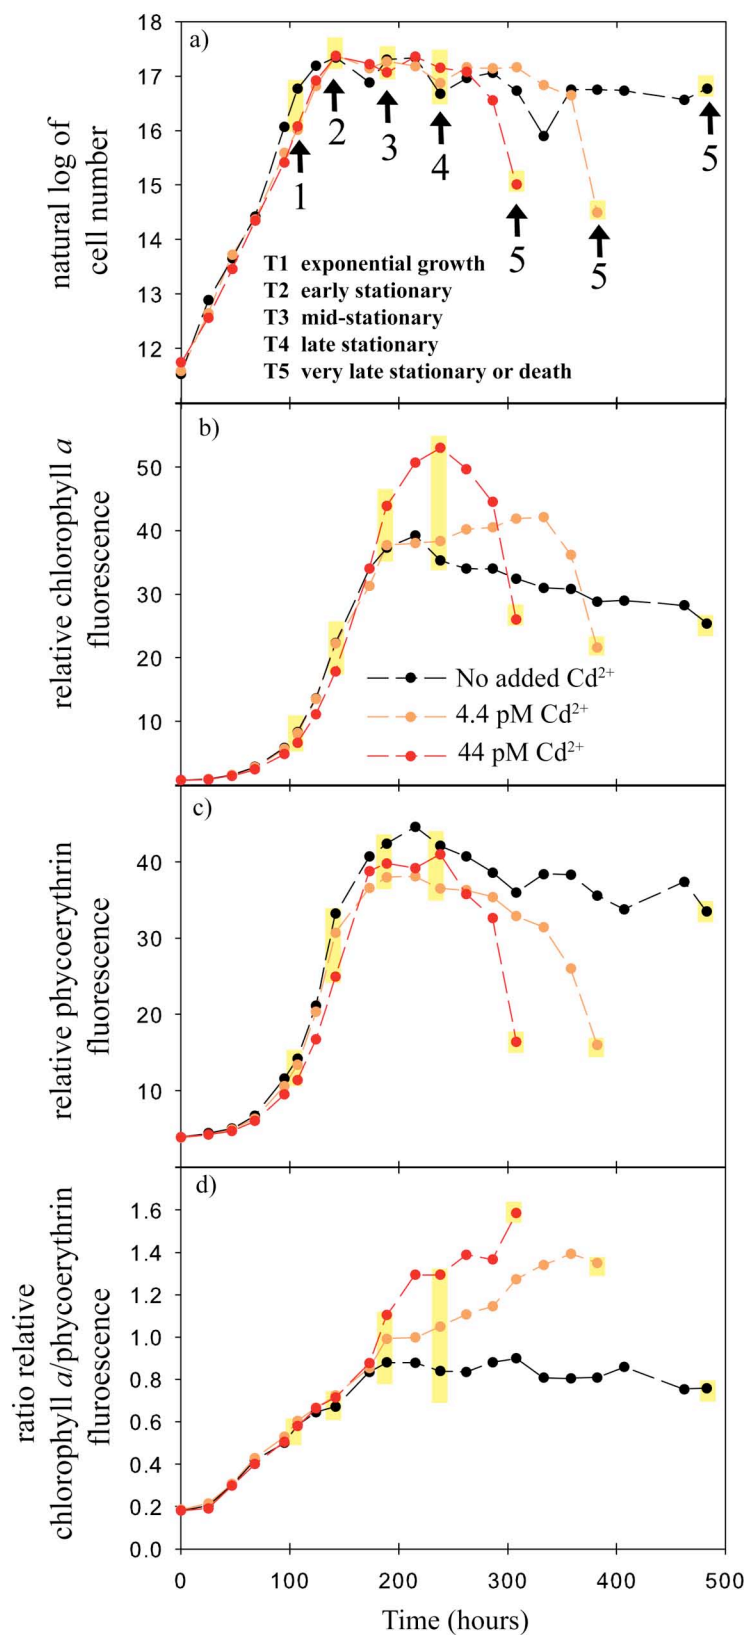 a)
18
17
16
15
14
13
12
natural log of
cell number
1
2
3
4
5
5
5
T1 exponential growth
T2 early stationary
T3 mid-stationary
T4 late stationary
T5 very late stationary or death
b)
50
40
30
20
10
relative chlorophyll a
fluorescence
No added Cd²⁺
4.4 pM Cd²⁺
44 pM Cd²⁺
c)
40
30
20
10
relative phycoerythrin
fluorescence
d)
1.6
1.4
1.2
1.0
0.8
0.6
0.4
0.2
0.0
ratio relative
chlorophyll a/phycoerythrin
fluroescence
0 100 200 300 400 500
Time (hours)